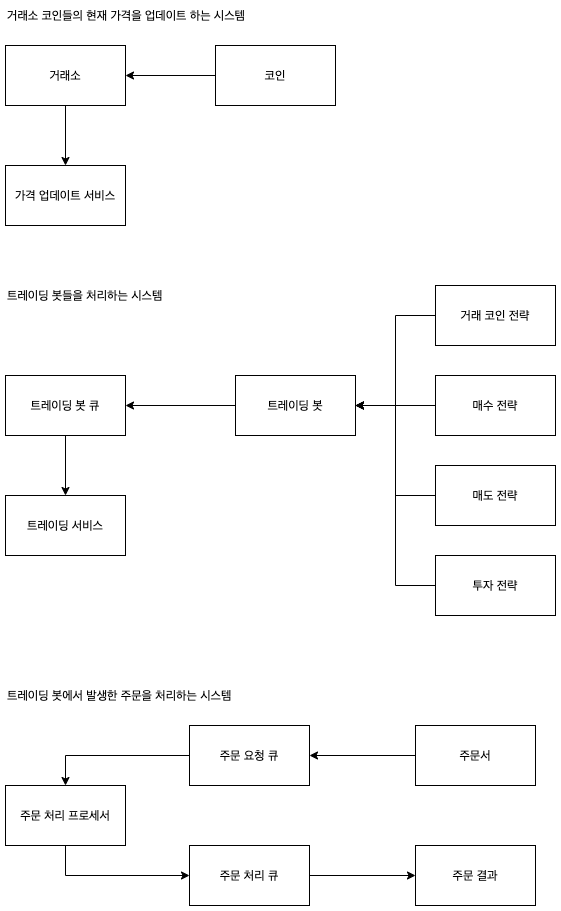 거래소 코인들의 현재 가격을 업데이트 하는 시스템
거래소
코인
가격 업데이트 서비스
트레이딩 봇들을 처리하는 시스템
거래 코인 전략
트레이딩 봇 큐
트레이딩 봇
매수 전략
매도 전략
트레이딩 서비스
투자 전략
트레이딩 봇에서 발생한 주문을 처리하는 시스템
주문 요청 큐
주문서
주문 처리 프로세서
주문 처리 큐
주문 결과